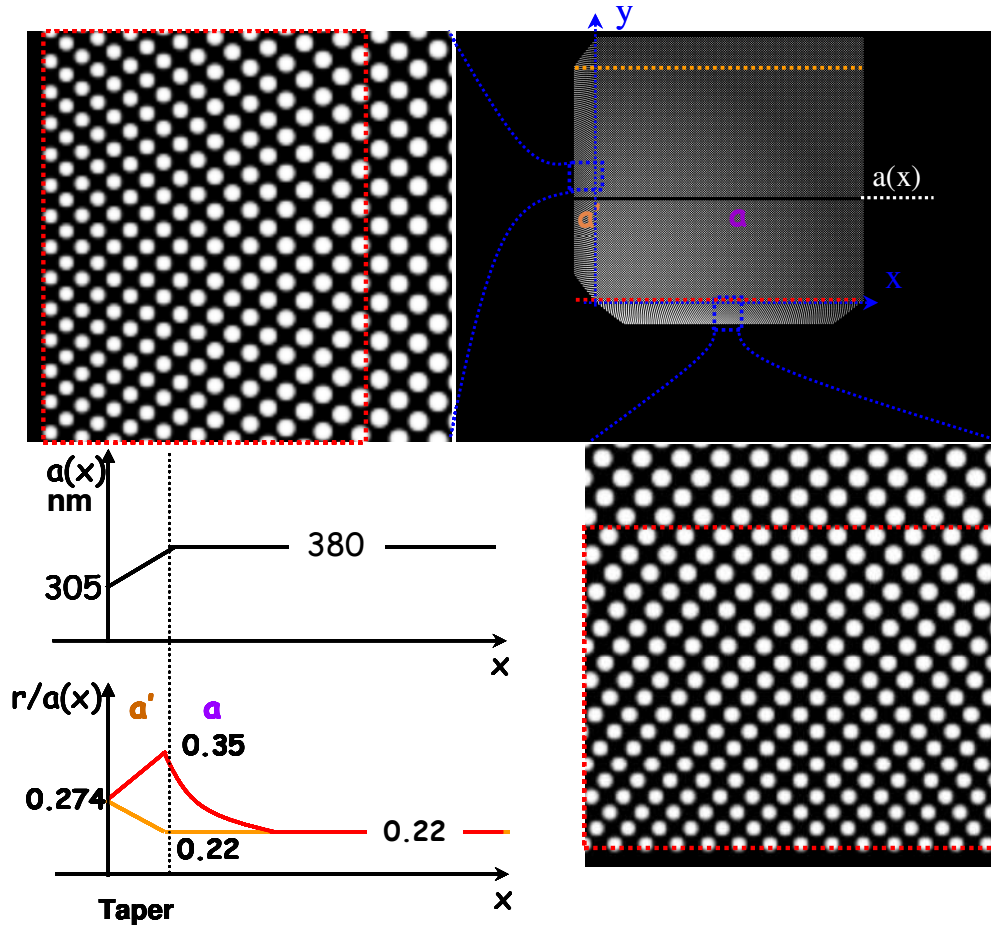 y
a(x)
a'
a
x
a(x)
nm
380
305
x
r/a(x)
a'
a
0.35
0.274
0.22
0.22
x
Taper